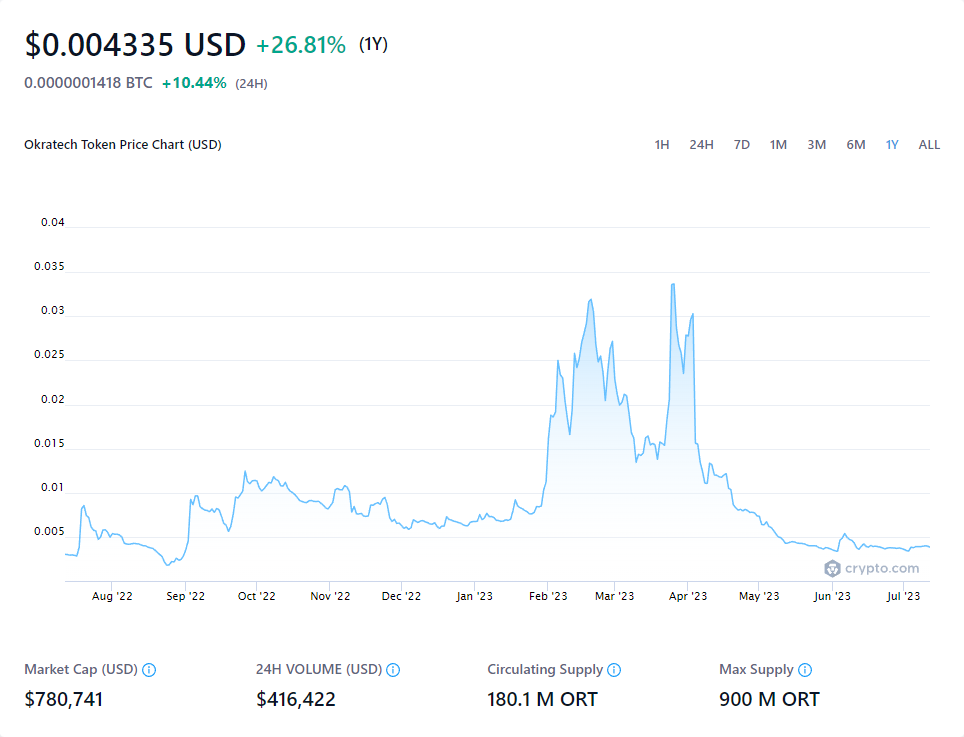 $0.004335 USD +26.81% (1Y)
0.0000001418 BTC +10.44% (24H)
Okratech Token Price Chart (USD) 1H 24H 7D 1M 3M 6M 1Y ALL
0.04
0.035
0.03
0.025
0.02
0.015
0.01
0.005
crypto.com
Aug '22 Sep '22 Oct '22 Nov '22 Dec '22 Jan '23 Feb '23 Mar '23 Apr '23 May '23 Jun '23 Jul '23
Market Cap (USD) 24H VOLUME (USD) Circulating Supply Max Supply
$780,741 $416,422 180.1 M ORT 900 M ORT